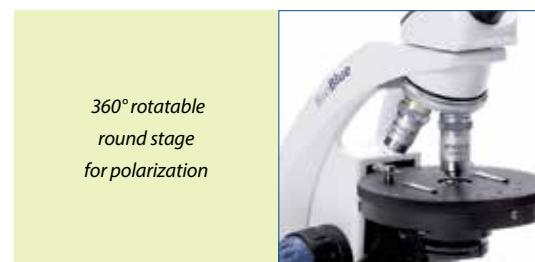 360° rotatable
round stage
for polarization
BioBlue